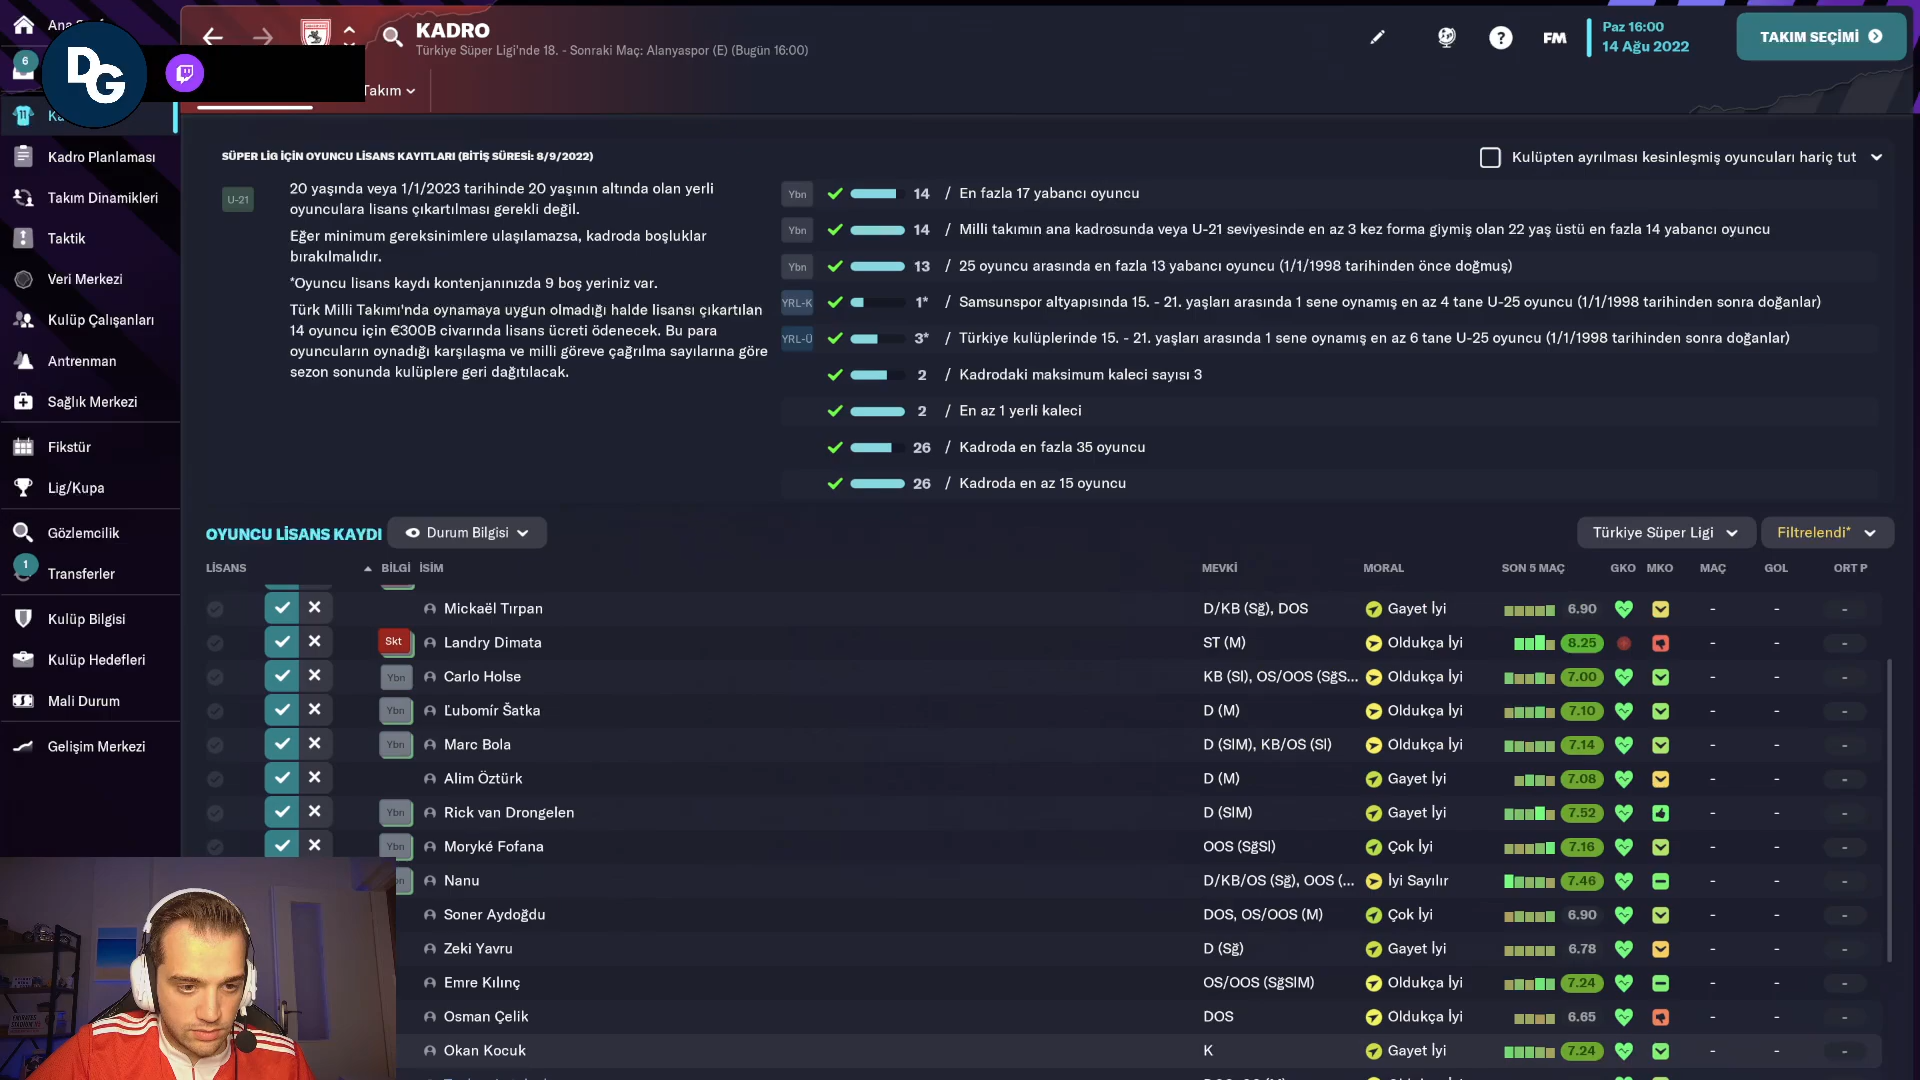 Ana
KADRO
Türkiye Süper Ligi'nde 18. - Sonraki Maç: Alanyaspor (E) (Bugün 16:00)
FM
Paz 16:00
14 Ağu 2022
TAKIM SEÇİMİ
6
DG
Takım
Kadro Planlaması
Takım Dinamikleri
Taktik
Veri Merkezi
Kulüp Çalışanları
Antrenman
Sağlık Merkezi
Fikstür
Lig/Kupa
Gözlemcilik
1
Transferler
Kulüp Bilgisi
Kulüp Hedefleri
Mali Durum
Gelişim Merkezi
SÜPER LİG İÇİN OYUNCU LİSANS KAYITLARI (BİTİŞ SÜRESİ: 8/9/2022)
Kulüpten ayrılması kesinleşmiş oyuncuları hariç tut
U-21
20 yaşında veya 1/1/2023 tarihinde 20 yaşının altında olan yerli
oyunculara lisans çıkartılması gerekli değil.
Eğer minimum gereksinimlere ulaşılamazsa, kadroda boşluklar
bırakılmalıdır.
*Oyuncu lisans kaydı kontenjanınızda 9 boş yeriniz var.
Türk Milli Takımı'nda oynamaya uygun olmadığı halde lisansı çıkartılan
14 oyuncu için €300B civarında lisans ücreti ödenecek. Bu para
oyuncuların oynadığı karşılaşma ve milli göreve çağrılma sayılarına göre
sezon sonunda kulüplere geri dağıtılacak.
Ybn 14 / En fazla 17 yabancı oyuncu
Ybn 14 / Milli takımın ana kadrosunda veya U-21 seviyesinde en az 3 kez forma giymiş olan 22 yaş üstü en fazla 14 yabancı oyuncu
Ybn 13 / 25 oyuncu arasında en fazla 13 yabancı oyuncu (1/1/1998 tarihinden önce doğmuş)
YRL-K 1* / Samsunspor altyapısında 15. - 21. yaşları arasında 1 sene oynamış en az 4 tane U-25 oyuncu (1/1/1998 tarihinden sonra doğanlar)
YRL-Ü 3* / Türkiye kulüplerinde 15. - 21. yaşları arasında 1 sene oynamış en az 6 tane U-25 oyuncu (1/1/1998 tarihinden sonra doğanlar)
2 / Kadrodaki maksimum kaleci sayısı 3
2 / En az 1 yerli kaleci
26 / Kadroda en fazla 35 oyuncu
26 / Kadroda en az 15 oyuncu
OYUNCU LİSANS KAYDI
Durum Bilgisi
Türkiye Süper Ligi
Filtrelendi*
LİSANS BİLGİ İSİM MEVKİ MORAL SON 5 MAÇ GKO MKO MAÇ GOL ORT P
Mickaël Tırpan D/KB (Sğ), DOS Gayet İyi 6.90 - - -
Skt Landry Dimata ST (M) Oldukça İyi 8.25 - - -
Ybn Carlo Holse KB (Sl), OS/OOS (SğS... Oldukça İyi 7.00 - - -
Ybn Ľubomír Šatka D (M) Oldukça İyi 7.10 - - -
Ybn Marc Bola D (SlM), KB/OS (Sl) Oldukça İyi 7.14 - - -
Alim Öztürk D (M) Gayet İyi 7.08 - - -
Ybn Rick van Drongelen D (SlM) Gayet İyi 7.52 - - -
Ybn Moryké Fofana OOS (SğSl) Çok İyi 7.16 - - -
Nanu D/KB/OS (Sğ), OOS (... İyi Sayılır 7.46 - - -
Soner Aydoğdu DOS, OS/OOS (M) Çok İyi 6.90 - - -
Zeki Yavru D (Sğ) Gayet İyi 6.78 - - -
Emre Kılınç OS/OOS (SğSlM) Oldukça İyi 7.24 - - -
Osman Çelik DOS Oldukça İyi 6.65 - - -
Okan Kocuk K Gayet İyi 7.24 - - -